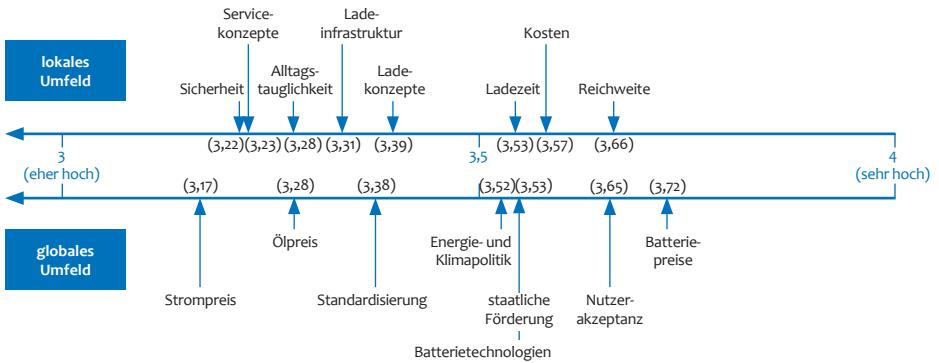 Service-
konzepte
Lade-
infrastruktur
Kosten
lokales
Umfeld
Sicherheit
Alltags-
tauglichkeit
Lade-
konzepte
Ladezeit
Reichweite
(3,22) (3,23) (3,28) (3,31) (3,39) (3,53) (3,57) (3,66)
3
(eher hoch)
3,5
4
(sehr hoch)
(3,17) (3,28) (3,38) (3,52) (3,53) (3,65) (3,72)
globales
Umfeld
Ölpreis
Energie- und
Klimapolitik
Batterie-
preise
Strompreis
Standardisierung
staatliche
Förderung
Nutzer-
akzeptanz
Batterietechnologien